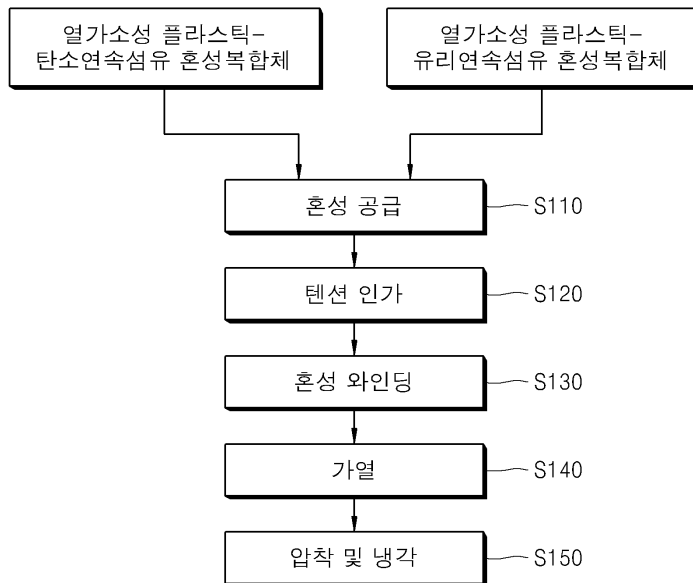 열가소성 플라스틱-
탄소연속섬유 혼성복합체
열가소성 플라스틱-
유리연속섬유 혼성복합체
혼성 공급
S110
텐션 인가
S120
혼성 와인딩
S130
가열
S140
압착 및 냉각
S150